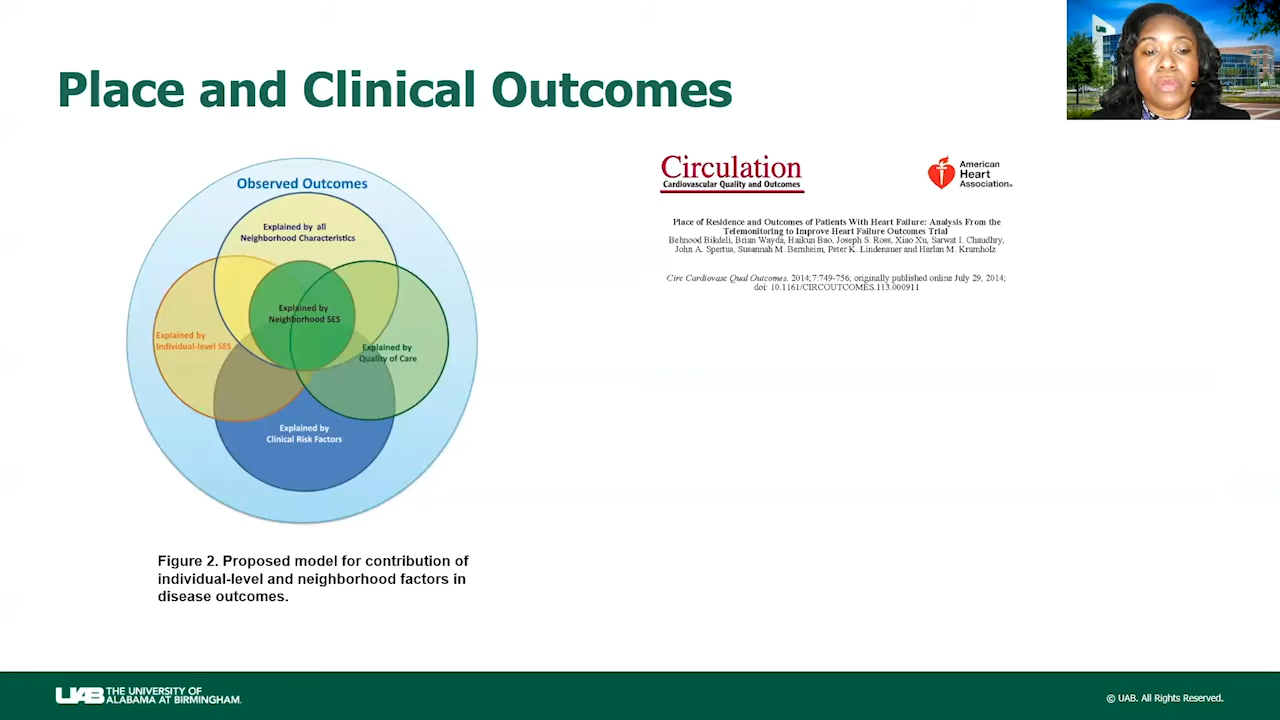 Place and Clinical Outcomes
Observed Outcomes
Explained by all
Neighborhood Characteristics
Explained by
Neighborhood SES
Explained by
Individual-level SES
Explained by
Quality of Care
Explained by
Clinical Risk Factors
Figure 2. Proposed model for contribution of
individual-level and neighborhood factors in
disease outcomes.
Circulation
Cardiovascular Quality and Outcomes
American
Heart
Association®
Place of Residence and Outcomes of Patients With Heart Failure: Analysis From the
Telemonitoring to Improve Heart Failure Outcomes Trial
Behnood Bikdeli, Brian Wayda, Haikun Bao, Joseph S. Ross, Xiao Xu, Sarwat I. Chaudhry,
John A. Spertus, Susannah M. Bernheim, Peter K. Lindenauer and Harlan M. Krumholz
Circ Cardiovasc Qual Outcomes. 2014;7:749-756; originally published online July 29, 2014;
doi: 10.1161/CIRCOUTCOMES.113.000911
UAB
UAB THE UNIVERSITY OF
ALABAMA AT BIRMINGHAM.
© UAB. All Rights Reserved.